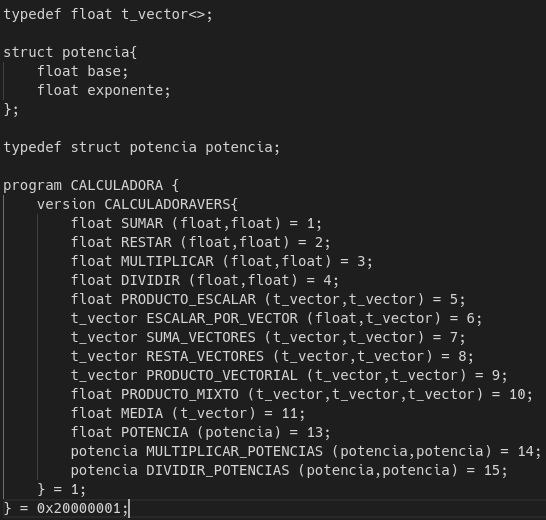 typedef float t_vector<>;
struct potencia{
float base;
float exponente;
};
typedef struct potencia potencia;
program CALCULADORA {
version CALCULADORAVERS{
float SUMAR (float,float) = 1;
float RESTAR (float,float) = 2;
float MULTIPLICAR (float,float) = 3;
float DIVIDIR (float,float) = 4;
float PRODUCTO_ESCALAR (t_vector,t_vector) = 5;
t_vector ESCALAR_POR_VECTOR (float,t_vector) = 6;
t_vector SUMA_VECTORES (t_vector,t_vector) = 7;
t_vector RESTA_VECTORES (t_vector,t_vector) = 8;
t_vector PRODUCTO_VECTORIAL (t_vector,t_vector) = 9;
float PRODUCTO_MIXTO (t_vector,t_vector,t_vector) = 10;
float MEDIA (t_vector) = 11;
float POTENCIA (potencia) = 13;
potencia MULTIPLICAR_POTENCIAS (potencia,potencia) = 14;
potencia DIVIDIR_POTENCIAS (potencia,potencia) = 15;
} = 1;
} = 0x20000001;